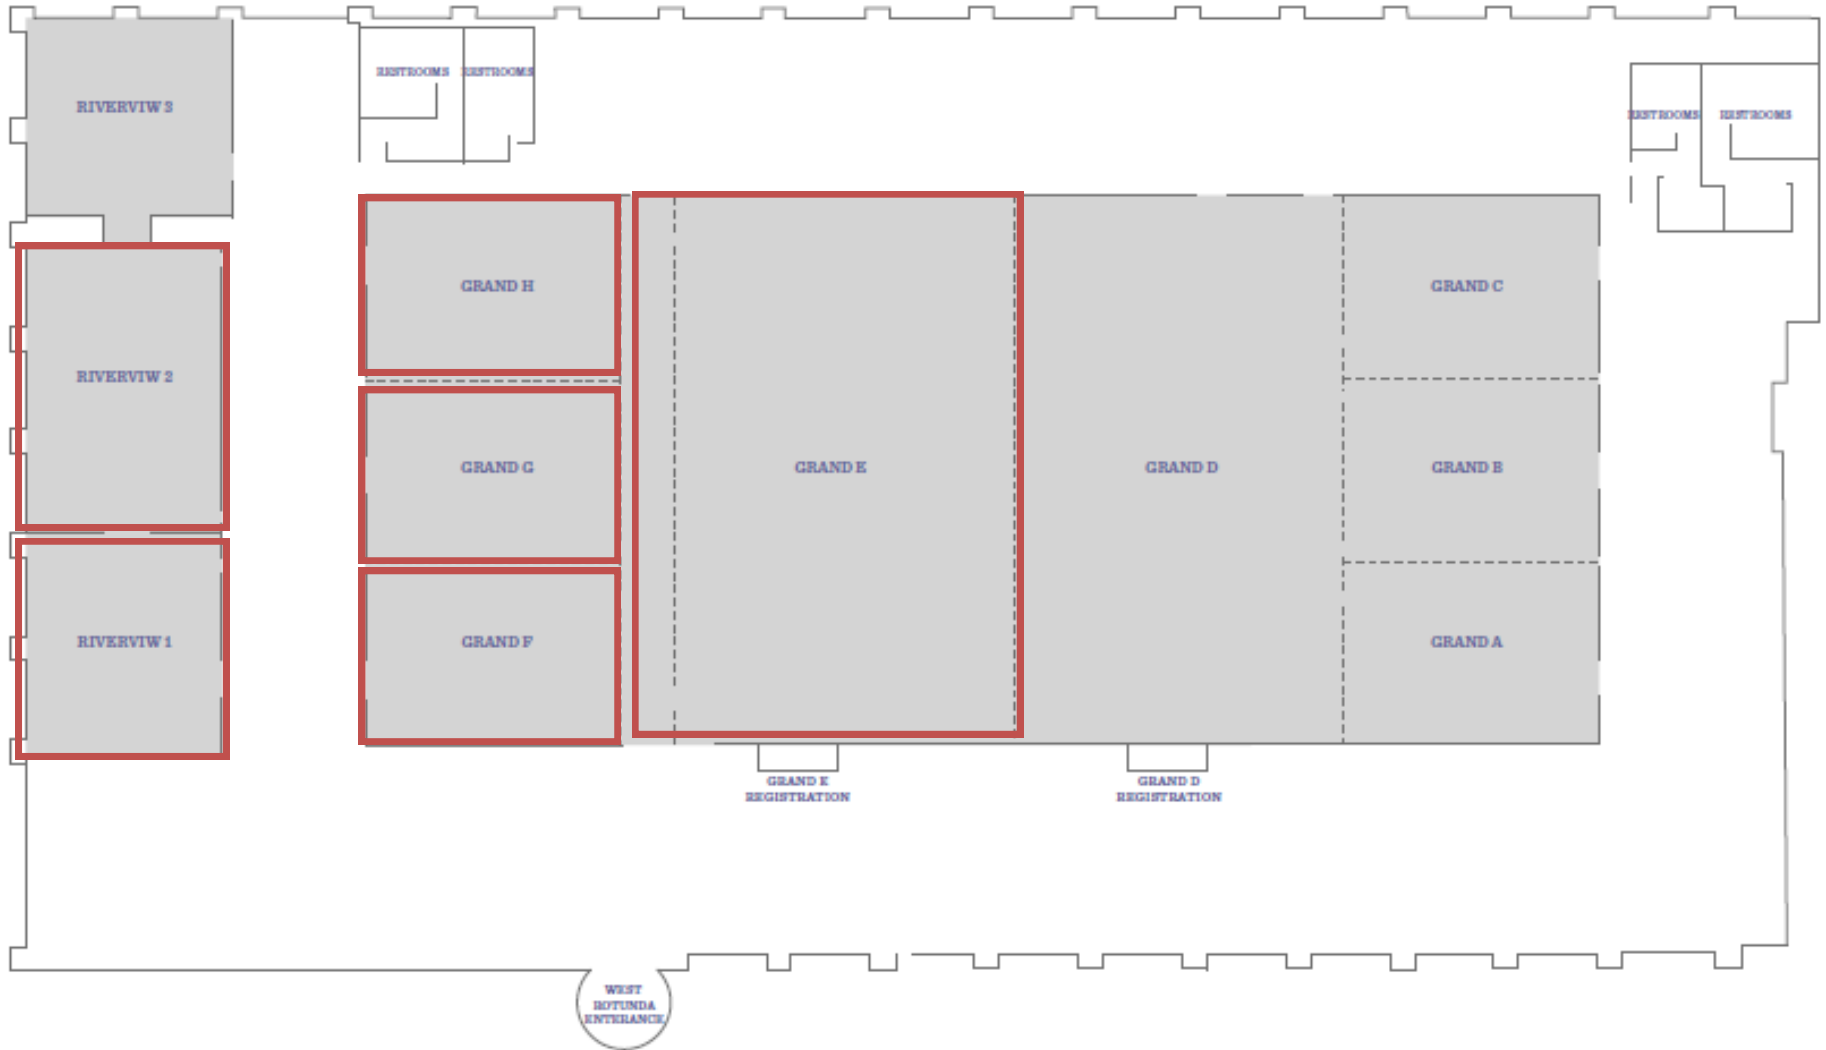 RESTROOMS RESTROOMS
RIVERVIW 3
RESTROOMS RESTROOMS
GRAND H
GRAND C
RIVERVIW 2
GRAND G
GRAND E
GRAND D
GRAND B
RIVERVIW 1
GRAND F
GRAND A
GRAND E
REGISTRATION
GRAND D
REGISTRATION
WEST
ROTUNDA
ENTERANCE